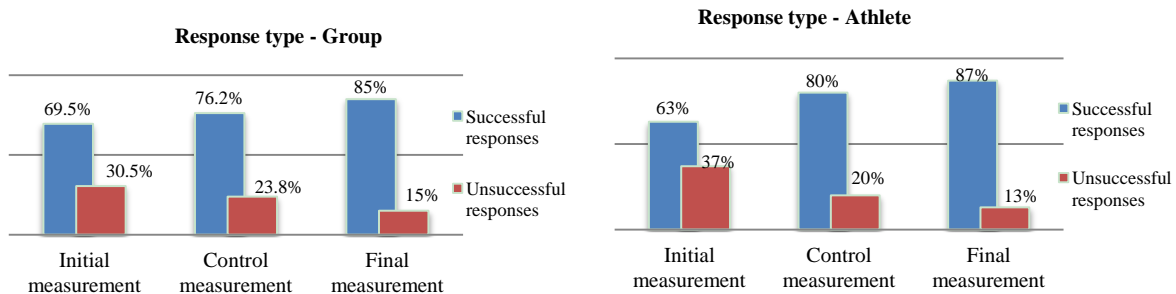 Response type - Group
69.5%
30.5%
76.2%
23.8%
85%
15%
Successful
responses
Unsuccessful
responses
Initial
measurement
Control
measurement
Final
measurement
Response type - Athlete
63%
37%
80%
20%
87%
13%
Successful
responses
Unsuccessful
responses
Initial
measurement
Control
measurement
Final
measurement